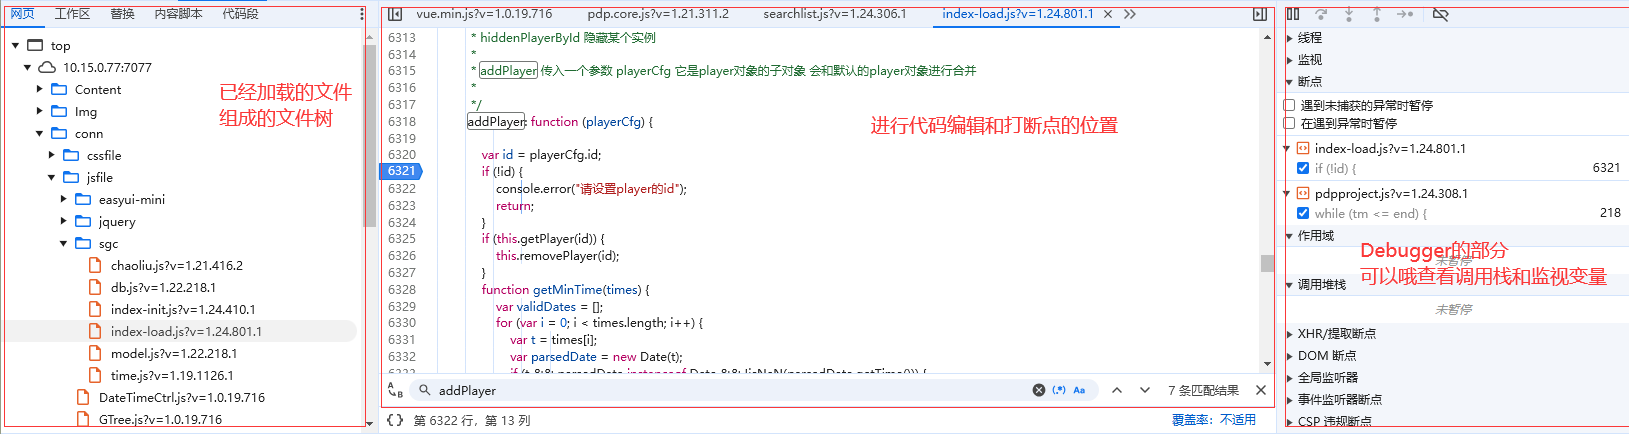 网页 工作区 替换 内容脚本 代码段
top
10.15.0.77:7077
Content
Img
conn
cssfile
jsfile
easyui-mini
jquery
sgc
chaoliu.js?v=1.21.416.2
db.js?v=1.22.218.1
index-init.js?v=1.24.410.1
index-load.js?v=1.24.801.1
model.js?v=1.22.218.1
time.js?v=1.19.1126.1
DateTimeCtrl.js?v=1.0.19.716
GTree.js?v=1.0.19.716
已经加载的文件
组成的文件树
vue.min.js?v=1.0.19.716 pdp.core.js?v=1.21.311.2 searchlist.js?v=1.24.306.1 index-load.js?v=1.24.801.1
6313 * hiddenPlayerById 隐藏某个实例
6314 *
6315 * addPlayer 传入一个参数 playerCfg 它是player对象的子对象 会和默认的player对象进行合并
6316 *
6317 */
6318 addPlayer: function (playerCfg) {
6319
6320 var id = playerCfg.id;
6321 if (!id) {
6322 console.error("请设置player的id");
6323 return;
6324 }
6325 if (this.getPlayer(id)) {
6326 this.removePlayer(id);
6327 }
6328 function getMinTime(times) {
6329 var validDates = [];
6330 for (var i = 0; i < times.length; i++) {
6331 var t = times[i];
6332 var parsedDate = new Date(t);
if (t && parsedDate instanceof Date && !isNaN(parsedDate.getTime())) {
进行代码编辑和打断点的位置
addPlayer (.*) Aa 7 条匹配结果
{ } 第 6322 行，第 13 列 覆盖率：不适用
线程
监视
断点
遇到未捕获的异常时暂停
在遇到异常时暂停
index-load.js?v=1.24.801.1
if (!id) { 6321
pdpproject.js?v=1.24.308.1
while (tm <= end) { 218
作用域
未暂停
调用堆栈
未暂停
XHR/提取断点
DOM 断点
全局监听器
事件监听器断点
CSP 违规断点
Debugger的部分
可以哦查看调用栈和监视变量